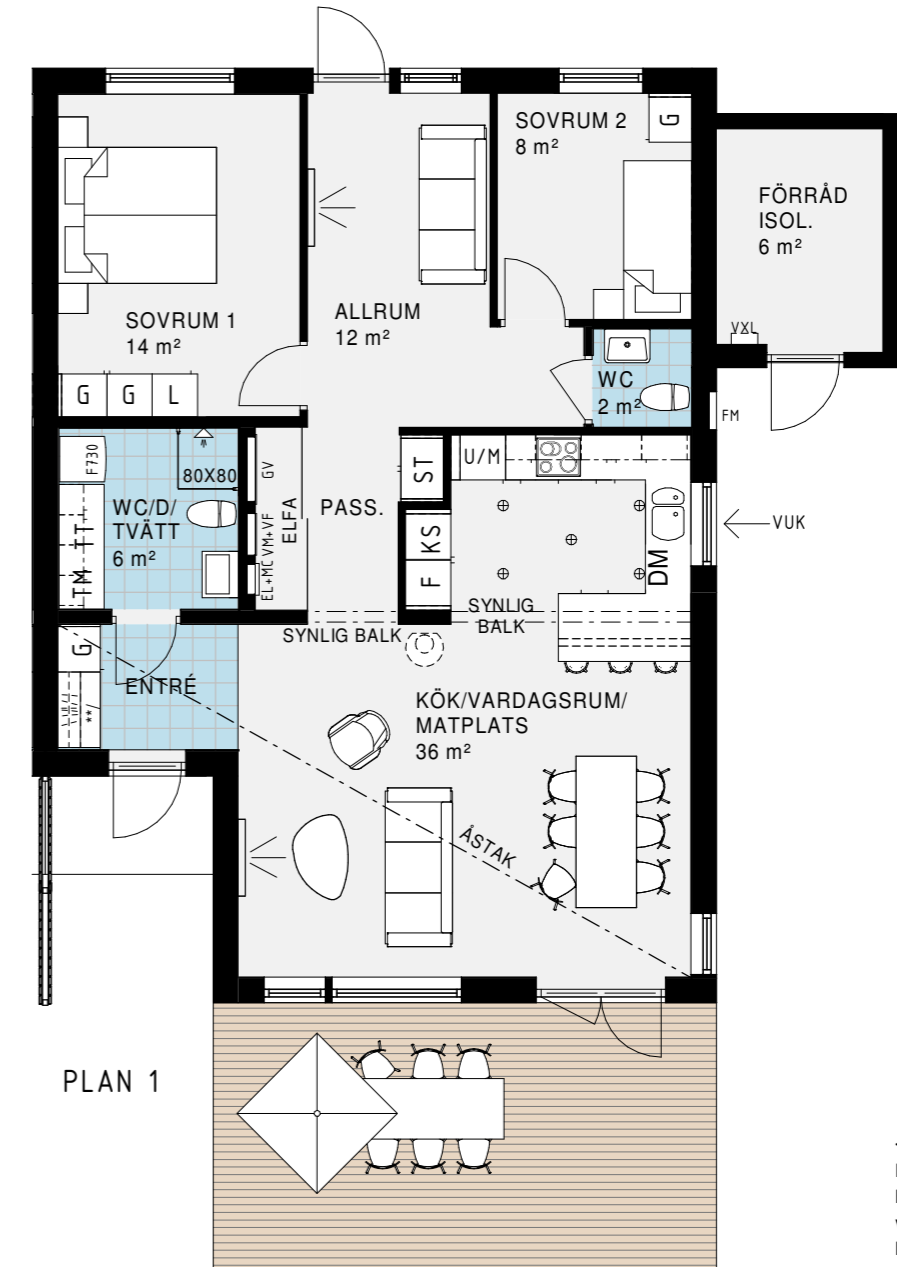 SOVRUM 1
14 m²
G
G
L
ALLRUM
12 m²
SOVRUM 2
8 m²
G
FÖRRÅD
ISOL.
6 m²
VXL
WC
2 m²
FM
F730
80X80
WC/D/
TVÄTT
6 m²
TT
TM
GV
ELFA
EL+MC VM+VF
PASS.
ST
U/M
KS
F
DM
VUK
SYNLIG BALK
SYNLIG
BALK
G
ENTRÉ
KÖK/VARDAGSRUM/
MATPLATS
36 m²
ÅSTAK
PLAN 1